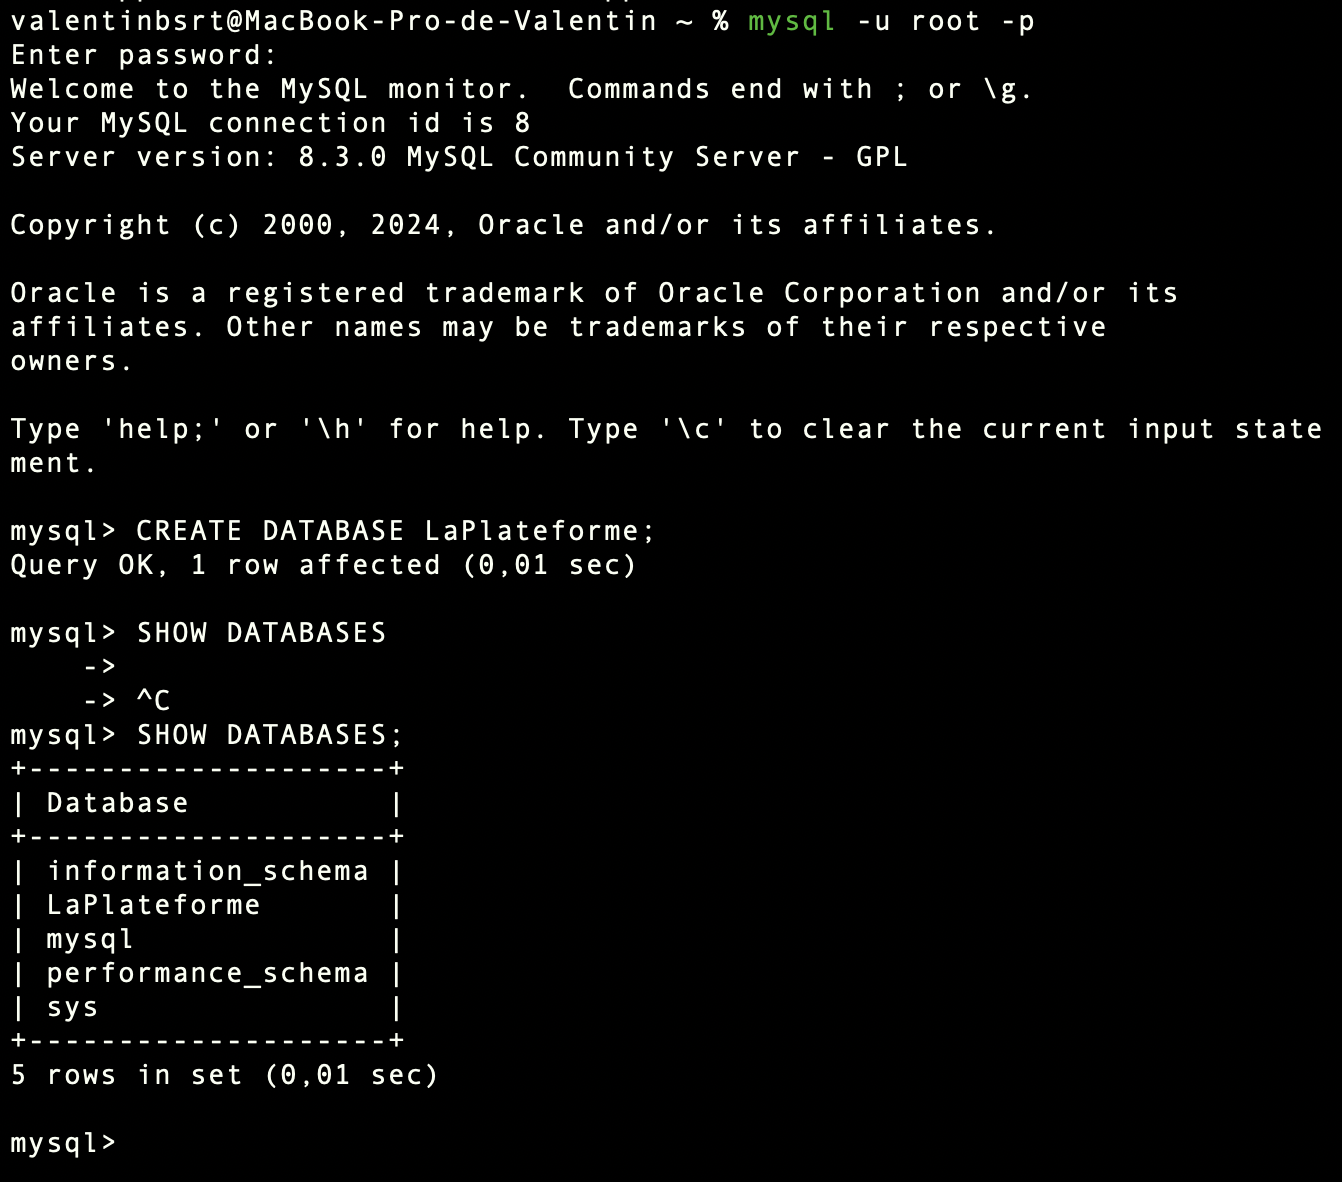 valentinbsrt@MacBook-Pro-de-Valentin ~ % mysql -u root -p
Enter password:
Welcome to the MySQL monitor.  Commands end with ; or \g.
Your MySQL connection id is 8
Server version: 8.3.0 MySQL Community Server - GPL

Copyright (c) 2000, 2024, Oracle and/or its affiliates.

Oracle is a registered trademark of Oracle Corporation and/or its
affiliates. Other names may be trademarks of their respective
owners.

Type 'help;' or '\h' for help. Type '\c' to clear the current input state
ment.

mysql> CREATE DATABASE LaPlateforme;
Query OK, 1 row affected (0,01 sec)

mysql> SHOW DATABASES
    ->
    -> ^C
mysql> SHOW DATABASES;
+--------------------+
| Database           |
+--------------------+
| information_schema |
| LaPlateforme       |
| mysql              |
| performance_schema |
| sys                |
+--------------------+
5 rows in set (0,01 sec)

mysql>